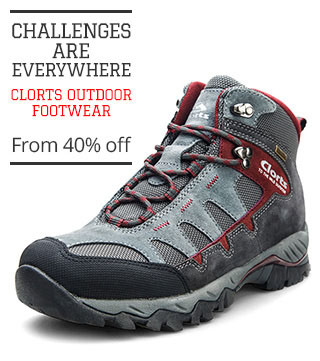 CHALLENGES
ARE
EVERYWHERE
CLORTS OUTDOOR
FOOTWEAR
From 40% off
Clorts